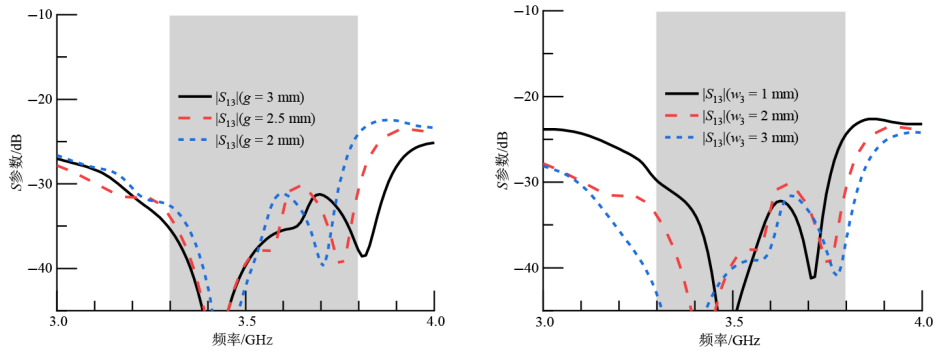 −10
−20
−30
−40
S参数/dB
|S₁₃|(g = 3 mm)
|S₁₃|(g = 2.5 mm)
|S₁₃|(g = 2 mm)
3.0
3.5
4.0
频率/GHz
−10
−20
−30
−40
S参数/dB
|S₁₃|(w₃ = 1 mm)
|S₁₃|(w₃ = 2 mm)
|S₁₃|(w₃ = 3 mm)
3.0
3.5
4.0
频率/GHz